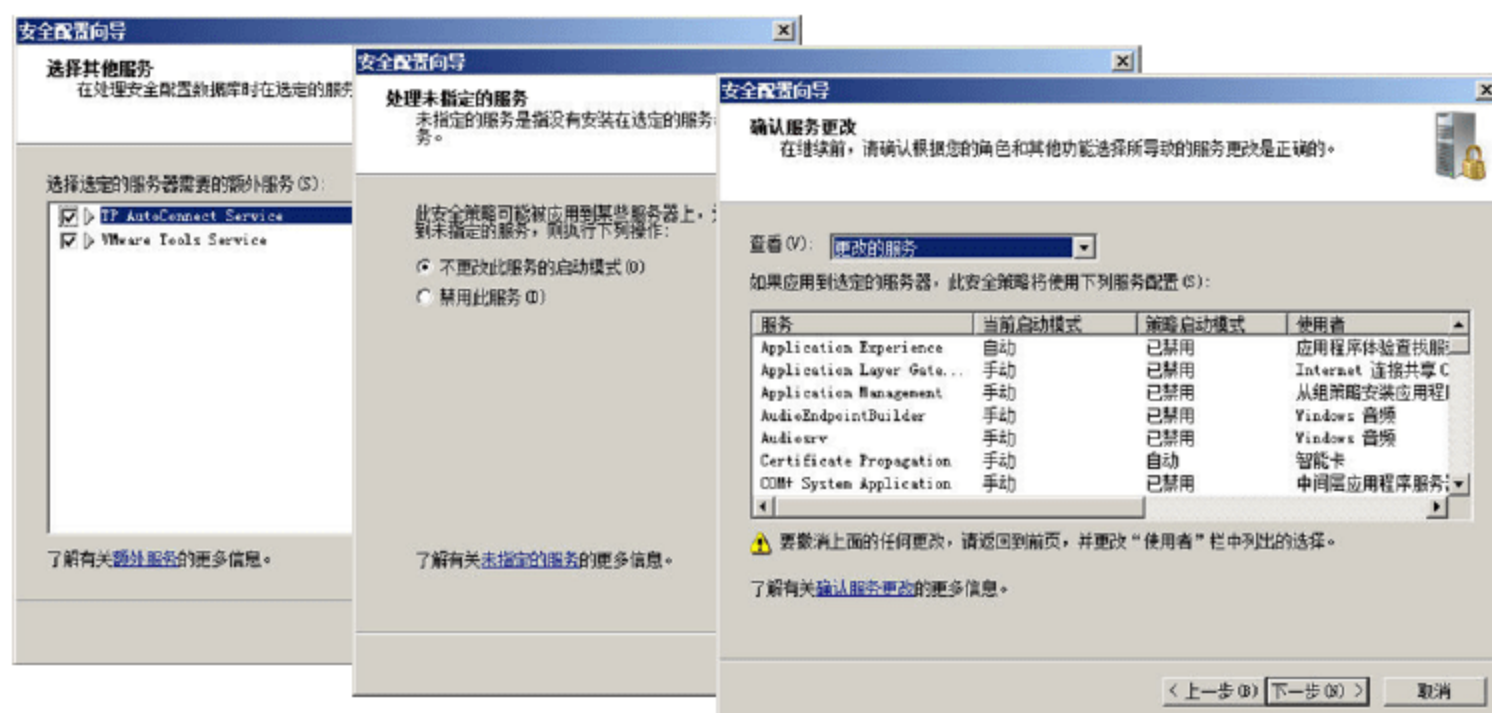 安全配置向导
选择其他服务
在处理安全配置数据库时在选定的服务
选择选定的服务器需要的额外服务(S):
TP AutoConnect Service
VMware Tools Service
了解有关额外服务的更多信息。
安全配置向导
处理未指定的服务
未指定的服务是指没有安装在选定的服务
务。
此安全策略可能被应用到某些服务器上，
到未指定的服务，则执行下列操作:
不更改此服务的启动模式(O)
禁用此服务(D)
了解有关未指定的服务的更多信息。
安全配置向导
确认服务更改
在继续前，请确认根据您的角色和其他功能选择所导致的服务更改是正确的。
查看(V): 更改的服务
如果应用到选定的服务器，此安全策略将使用下列服务配置(S):
服务 当前启动模式 策略启动模式 使用者
Application Experience 自动 已禁用 应用程序体验查找服
Application Layer Gate... 手动 已禁用 Internet 连接共享 C
Application Management 手动 已禁用 从组策略安装应用程
AudioEndpointBuilder 手动 已禁用 Windows 音频
Audiosrv 手动 已禁用 Windows 音频
Certificate Propagation 手动 自动 智能卡
COM+ System Application 手动 已禁用 中间层应用程序服务
要撤消上面的任何更改，请返回到前页，并更改“使用者”栏中列出的选择。
了解有关确认服务更改的更多信息。
< 上一步(B) 下一步(N) > 取消